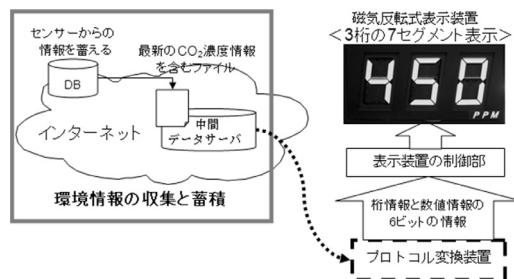 センサーからの
情報を蓄える
DB
最新のCO₂濃度情報
を含むファイル
インターネット
中間
データサーバ
環境情報の収集と蓄積
磁気反転式表示装置
<3桁の7セグメント表示>
450
PPM
表示装置の制御部
桁情報と数値情報の
6ビットの情報
プロトコル変換装置